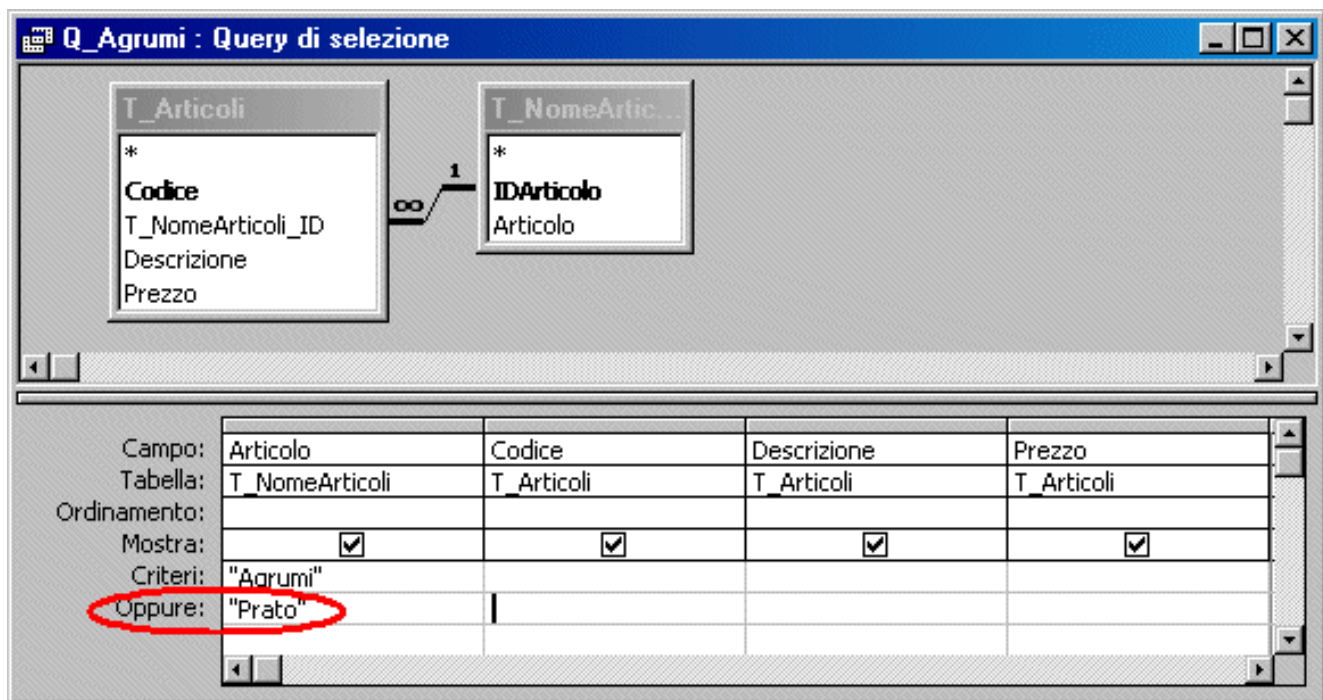 Q_Agrumi : Query di selezione
T_Articoli
*
Codice
T_NomeArticoli_ID
Descrizione
Prezzo
∞
1
T_NomeArtic...
*
IDArticolo
Articolo
Campo: Articolo Codice Descrizione Prezzo
Tabella: T_NomeArticoli T_Articoli T_Articoli T_Articoli
Ordinamento:
Mostra:
Criteri: "Agrumi"
Oppure: "Prato"